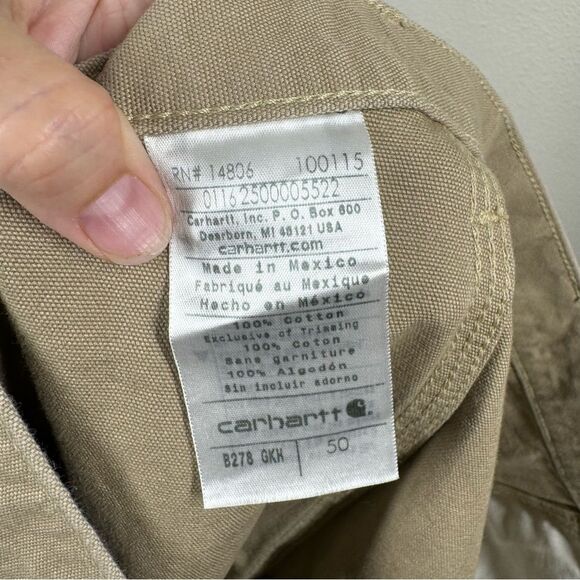 RN# 14806 100115
01162500005522
Carhartt, Inc. P.O. Box 600
Dearborn, MI 48121 USA
carhartt.com
Made in Mexico
Fabriqué au Mexique
Hecho en México
100% Cotton
Exclusive of Trimming
100% Coton
Sans garniture
100% Algodón
Sin incluir adorno
carhartt
B278 GKH 50